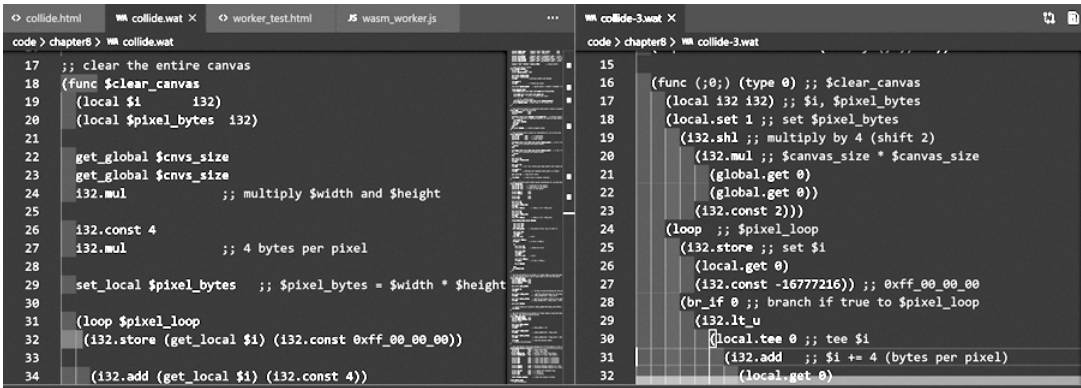 collide.html
collide.wat ×
worker_test.html
JS wasm_worker.js
...
code > chapter8 > collide.wat
17 ;; clear the entire canvas
18 (func $clear_canvas
19 (local $i i32)
20 (local $pixel_bytes i32)
21
22 get_global $cnvs_size
23 get_global $cnvs_size
24 i32.mul ;; multiply $width and $height
25
26 i32.const 4
27 i32.mul ;; 4 bytes per pixel
28
29 set_local $pixel_bytes ;; $pixel_bytes = $width * $height
30
31 (loop $pixel_loop
32 (i32.store (get_local $i) (i32.const 0xff_00_00_00))
33
34 (i32.add (get_local $i) (i32.const 4))
collide-3.wat ×
code > chapter8 > collide-3.wat
15
16 (func (;0;) (type 0) ;; $clear_canvas
17 (local i32 i32) ;; $i, $pixel_bytes
18 (local.set 1 ;; set $pixel_bytes
19 (i32.shl ;; multiply by 4 (shift 2)
20 (i32.mul ;; $canvas_size * $canvas_size
21 (global.get 0)
22 (global.get 0))
23 (i32.const 2)))
24 (loop ;; $pixel_loop
25 (i32.store ;; set $i
26 (local.get 0)
27 (i32.const -16777216)) ;; 0xff_00_00_00
28 (br_if 0 ;; branch if true to $pixel_loop
29 (i32.lt_u
30 (local.tee 0 ;; tee $i
31 (i32.add ;; $i += 4 (bytes per pixel)
32 (local.get 0)